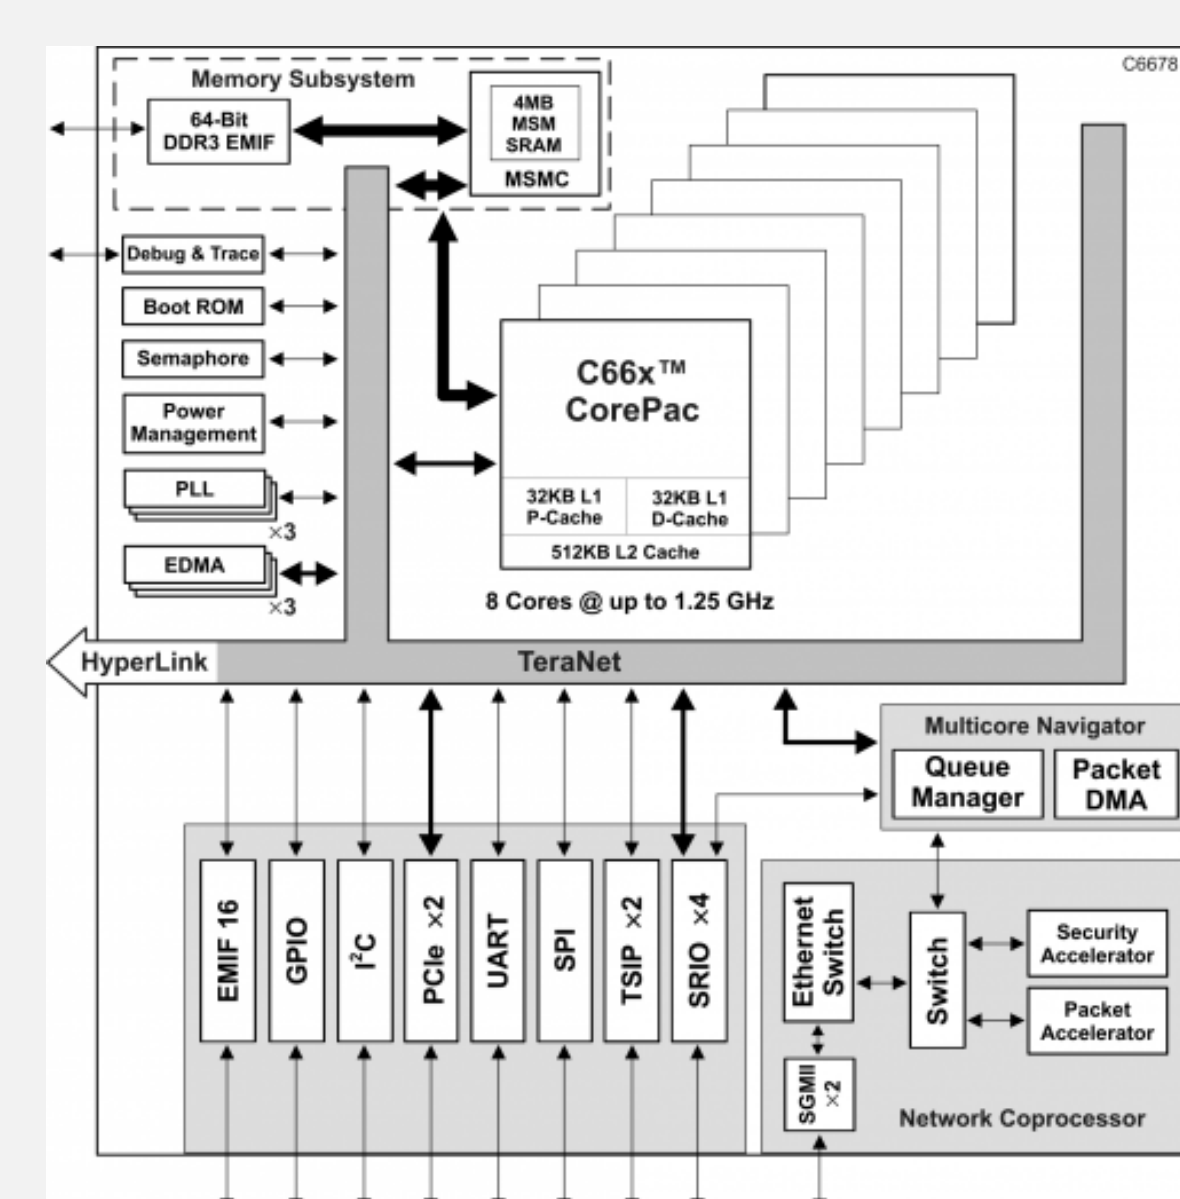 C6678
Memory Subsystem
64-Bit
DDR3 EMIF
4MB
MSM
SRAM
MSMC
Debug & Trace
Boot ROM
Semaphore
Power
Management
PLL
×3
EDMA
×3
C66x™
CorePac
32KB L1
P-Cache
32KB L1
D-Cache
512KB L2 Cache
8 Cores @ up to 1.25 GHz
HyperLink
TeraNet
Multicore Navigator
Queue
Manager
Packet
DMA
EMIF 16
GPIO
I²C
PCIe ×2
UART
SPI
TSIP ×2
SRIO ×4
Ethernet
Switch
SGMII
×2
Switch
Security
Accelerator
Packet
Accelerator
Network Coprocessor